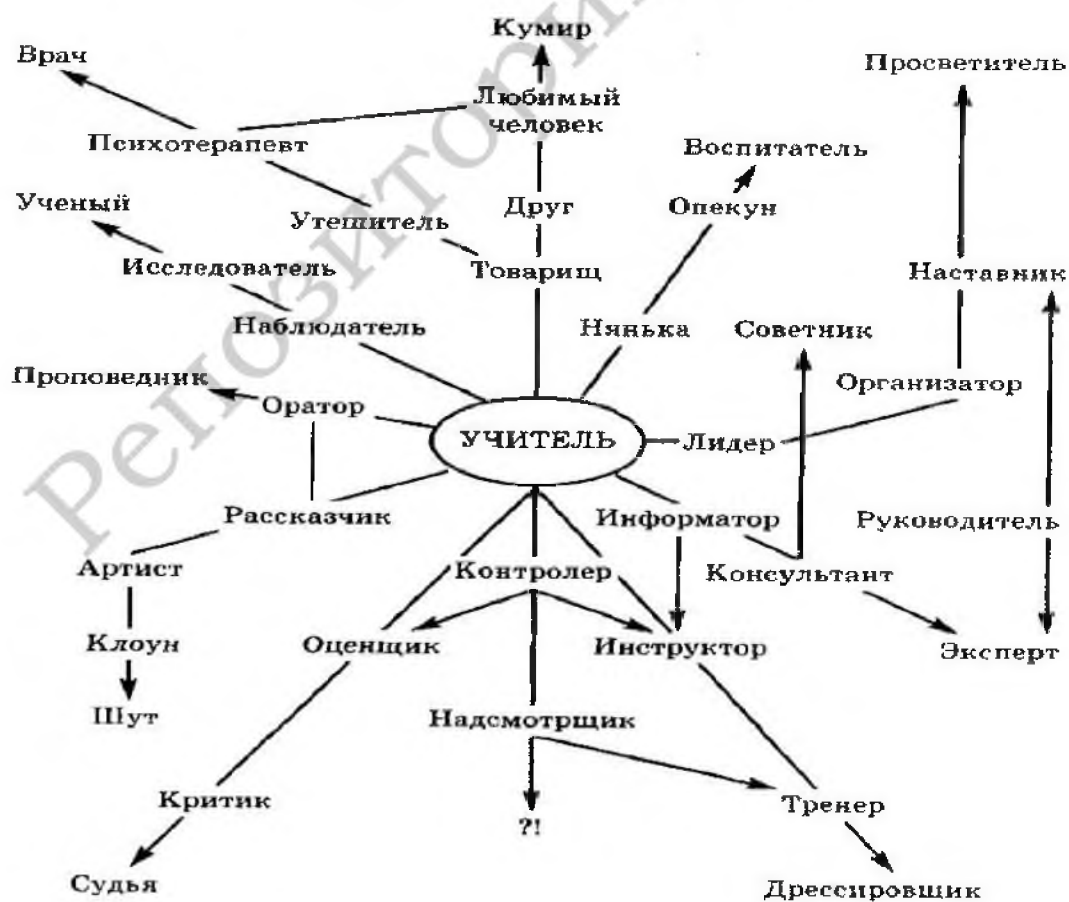 Кумир
Врач
Просветитель
Любимый
человек
Психотерапевт
Воспитатель
Ученый
Утешитель
Друг
Опекун
Исследователь
Товарищ
Наставник
Наблюдатель
Нянька
Советник
Проповедник
Оратор
Организатор
УЧИТЕЛЬ
Лидер
Рассказчик
Информатор
Руководитель
Артист
Контролер
Консультант
Клоун
Оценщик
Инструктор
Эксперт
Шут
Надсмотрщик
Критик
Тренер
?!
Судья
Дрессировщик
Репозитори